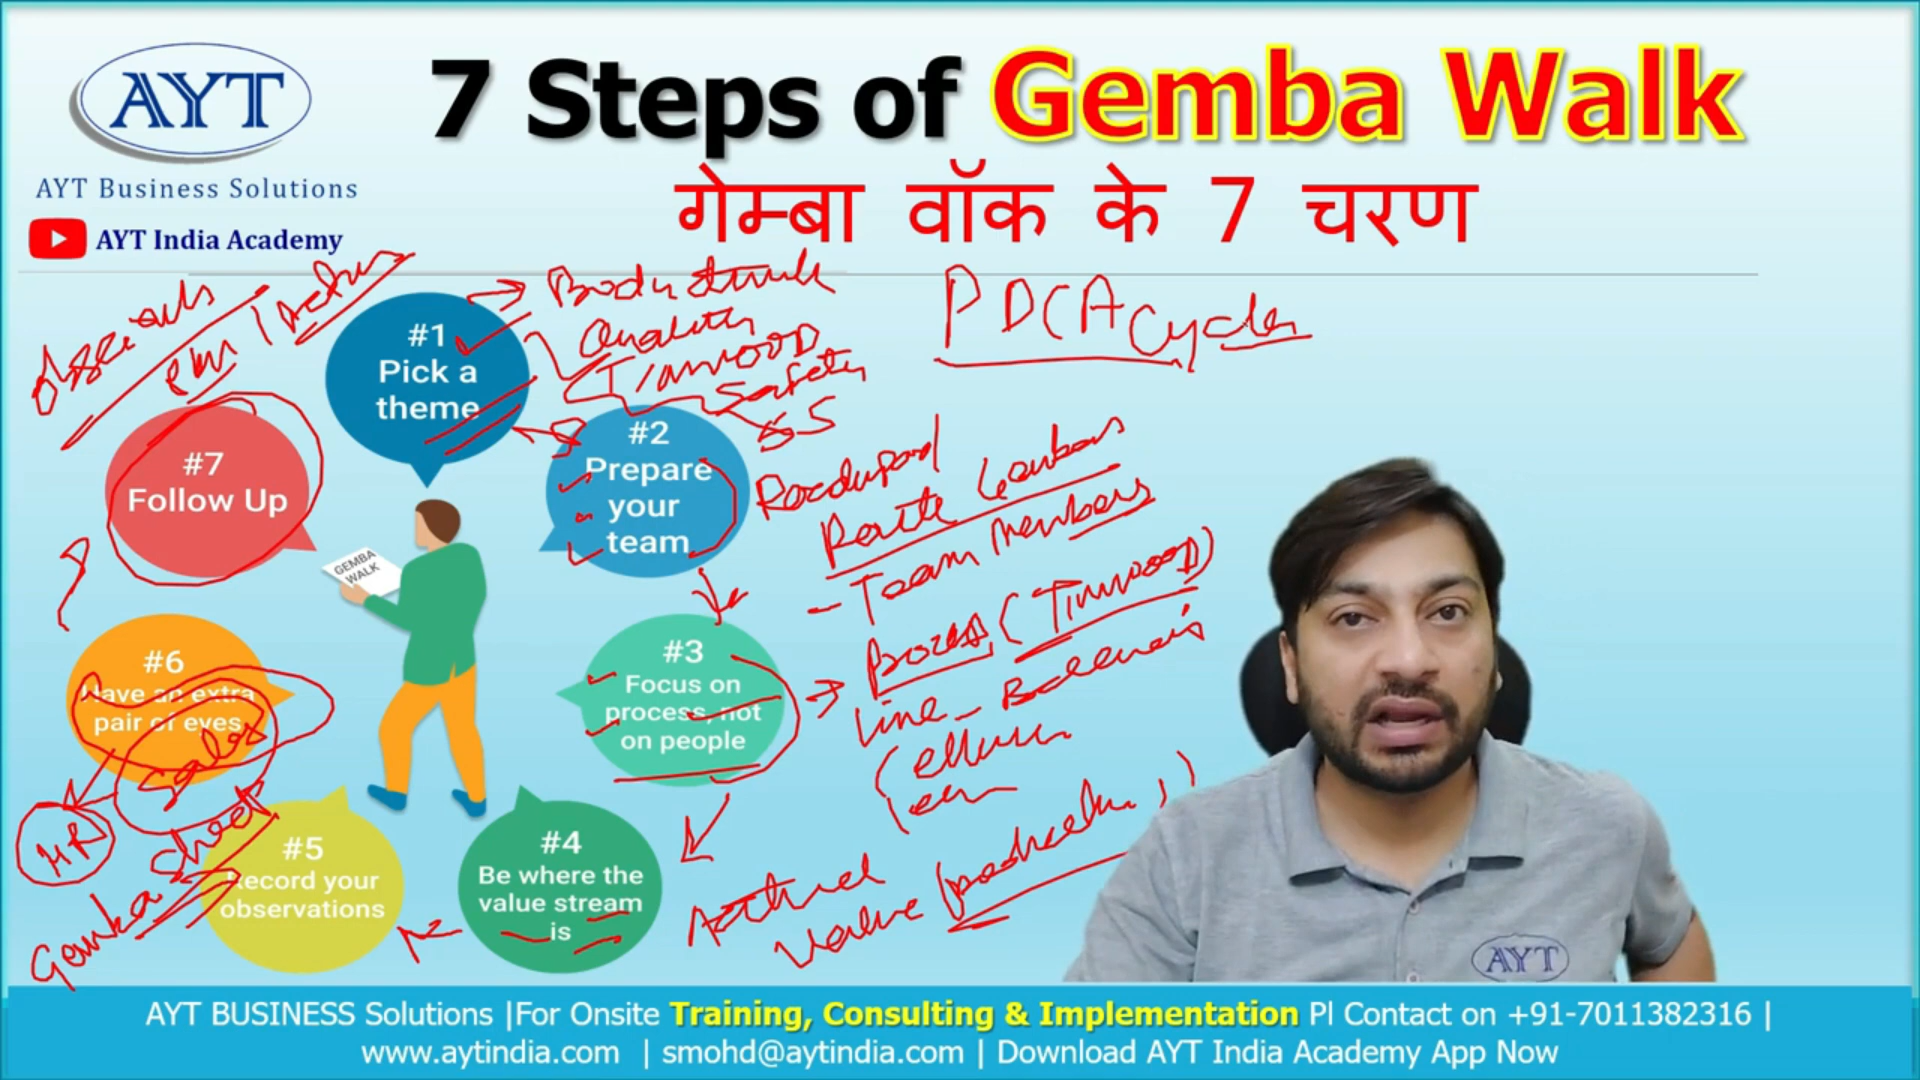 AYT
AYT Business Solutions
AYT India Academy
7 Steps of Gemba Walk
गेम्बा वॉक के 7 चरण
PDCA Cycle
#1
Pick a
theme
Quality
Safety
5S
#2
Prepare
your
team
Team Members
#3
Focus on
process, not
on people
Process (Timwood)
Line
#4
Be where the
value stream
is
Actual
Value
#5
Record your
observations
Gemba Sheet
#6
Have an extra
pair of eyes
Sales
HR
#7
Follow Up
GEMBA
WALK
AYT
AYT BUSINESS Solutions |For Onsite Training, Consulting & Implementation Pl Contact on +91-7011382316 |
www.aytindia.com | smohd@aytindia.com | Download AYT India Academy App Now